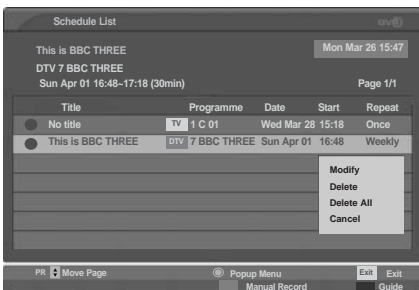 Schedule List
This is BBC THREE Mon Mar 26 15:47
DTV 7 BBC THREE
Sun Apr 01 16:48~17:18 (30min) Page 1/1
Title Programme Date Start Repeat
No title TV 1 C 01 Wed Mar 28 15:18 Once
This is BBC THREE DTV 7 BBC THREE Sun Apr 01 16:48 Weekly
Modify
Delete
Delete All
Cancel
PR Move Page Popup Menu Exit Exit
Manual Record Guide